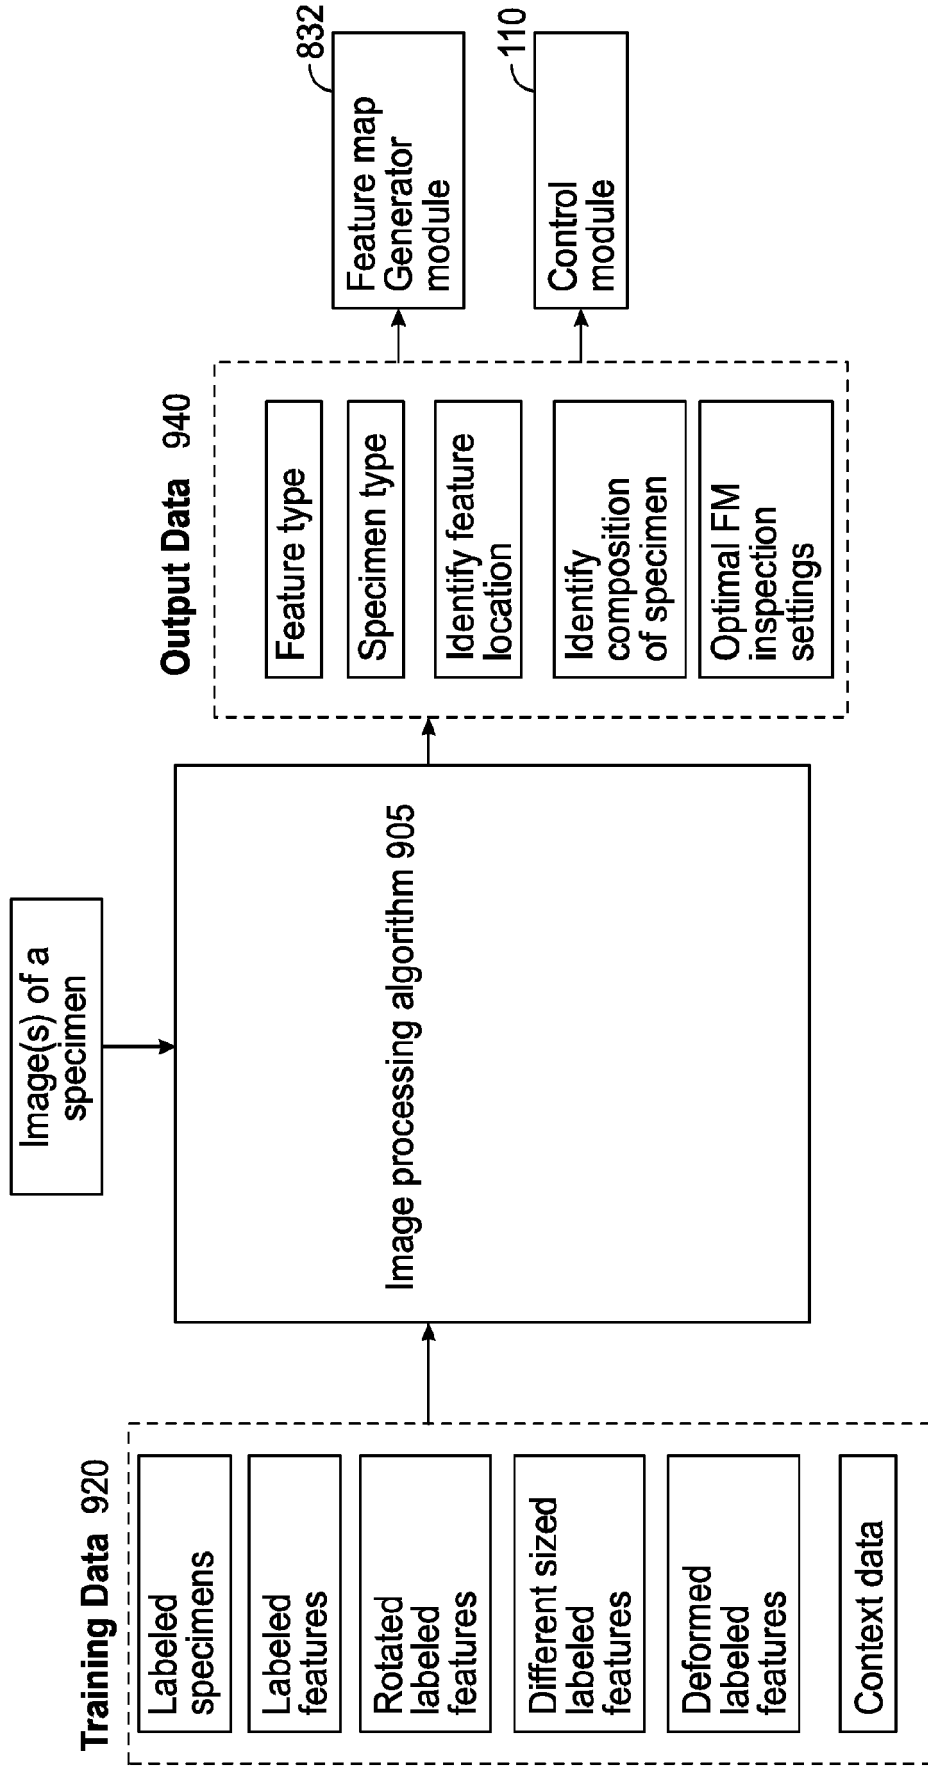 Image(s) of a
specimen
Training Data 920
Labeled
specimens
Labeled
features
Rotated
labeled
features
Different sized
labeled
features
Deformed
labeled
features
Context data
Image processing algorithm 905
Output Data 940
Feature type
Specimen type
Identify feature
location
Identify
composition
of specimen
Optimal FM
inspection
settings
832
Feature map
Generator
module
110
Control
module